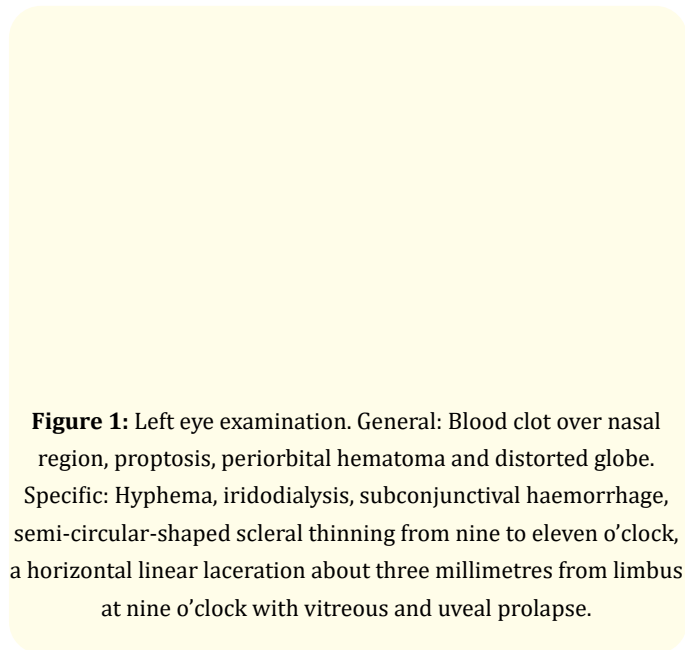 Figure 1: Left eye examination. General: Blood clot over nasal
region, proptosis, periorbital hematoma and distorted globe.
Specific: Hyphema, iridodialysis, subconjunctival haemorrhage,
semi-circular-shaped scleral thinning from nine to eleven o’clock,
a horizontal linear laceration about three millimetres from limbus
at nine o’clock with vitreous and uveal prolapse.